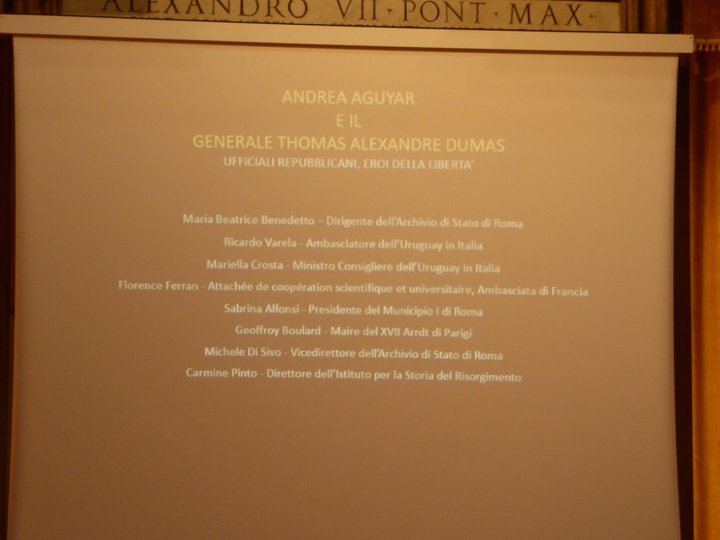 ALEXANDRO VII · PONT · MAX ·
ANDREA AGUYAR
E IL
GENERALE THOMAS ALEXANDRE DUMAS
UFFICIALI REPUBBLICANI, EROI DELLA LIBERTA'
Maria Beatrice Benedetto – Dirigente dell'Archivio di Stato di Roma
Ricardo Varela - Ambasciatore dell'Uruguay in Italia
Mariella Crosta - Ministro Consigliere dell'Uruguay in Italia
Florence Ferran - Attachée de coopération scientifique et universitaire, Ambasciata di Francia
Sabrina Alfonsi - Presidente del Municipio I di Roma
Geoffroy Boulard - Maire del XVII Arrdt di Parigi
Michele Di Sivo - Vicedirettore dell'Archivio di Stato di Roma
Carmine Pinto - Direttore dell'Istituto per la Storia del Risorgimento